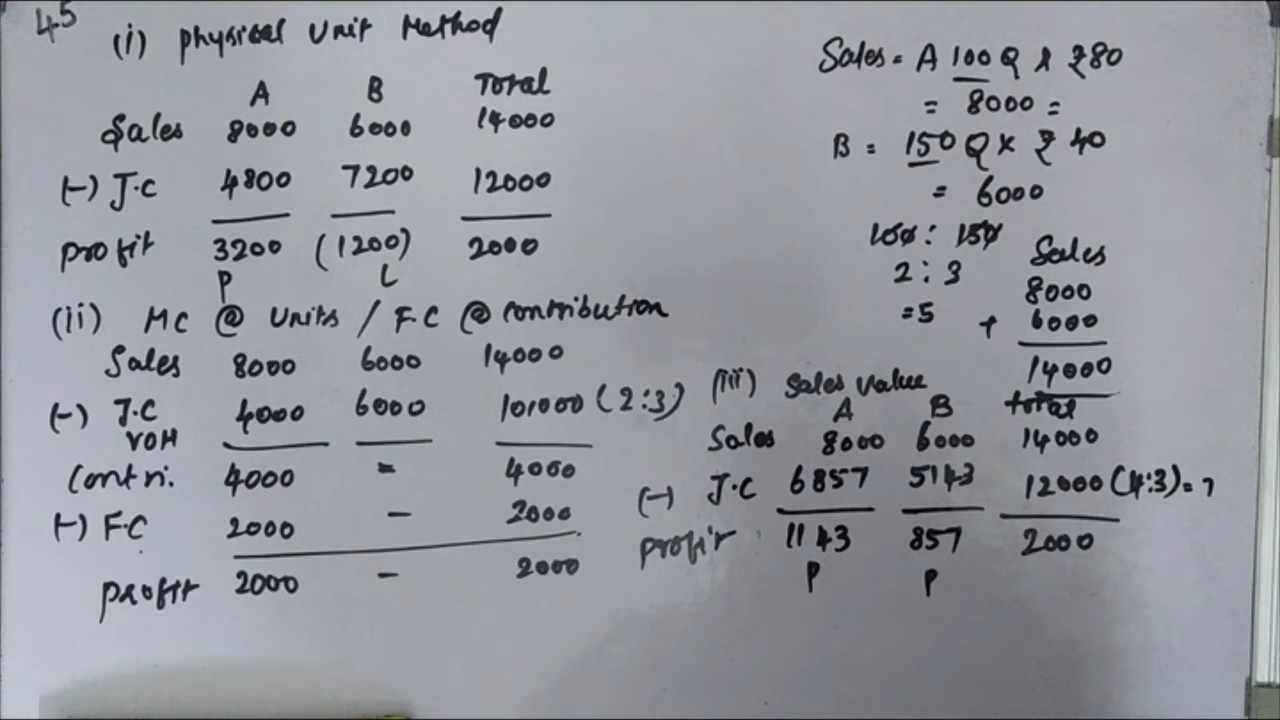 45
(i) Physical Unit Method
A B Total
Sales 8000 6000 14000
(-) J.C 4800 7200 12000
Profit 3200 (1200) 2000
P L
(ii) MC @ Units / F.C @ Contribution
Sales 8000 6000 14000
(-) J.C 4000 6000 101000 (2:3)
VOH
Contri. 4000 - 4000
(-) F.C 2000 - 2000
Profit 2000 - 2000
Sales = A 100 Q x ₹80
= 8000 =
B = 150 Q x ₹ 40
= 6000
100 : 150
2 : 3
= 5
Sales
8000
+ 6000
14000
(iii) Sales value
A B total
Sales 8000 6000 14000
(-) J.C 6857 5143 12000 (4:3) = 7
Profit 1143 857 2000
P P